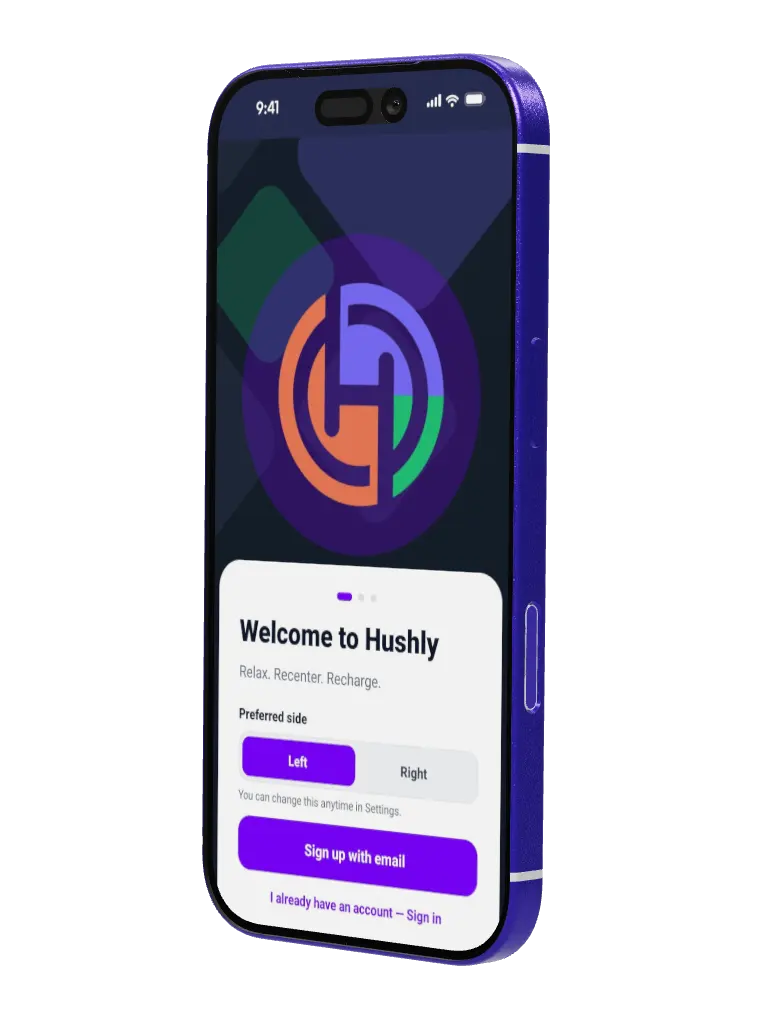 9:41
Welcome to Hushly
Relax. Recenter. Recharge.
Preferred side
Left
Right
You can change this anytime in Settings.
Sign up with email
I already have an account — Sign in